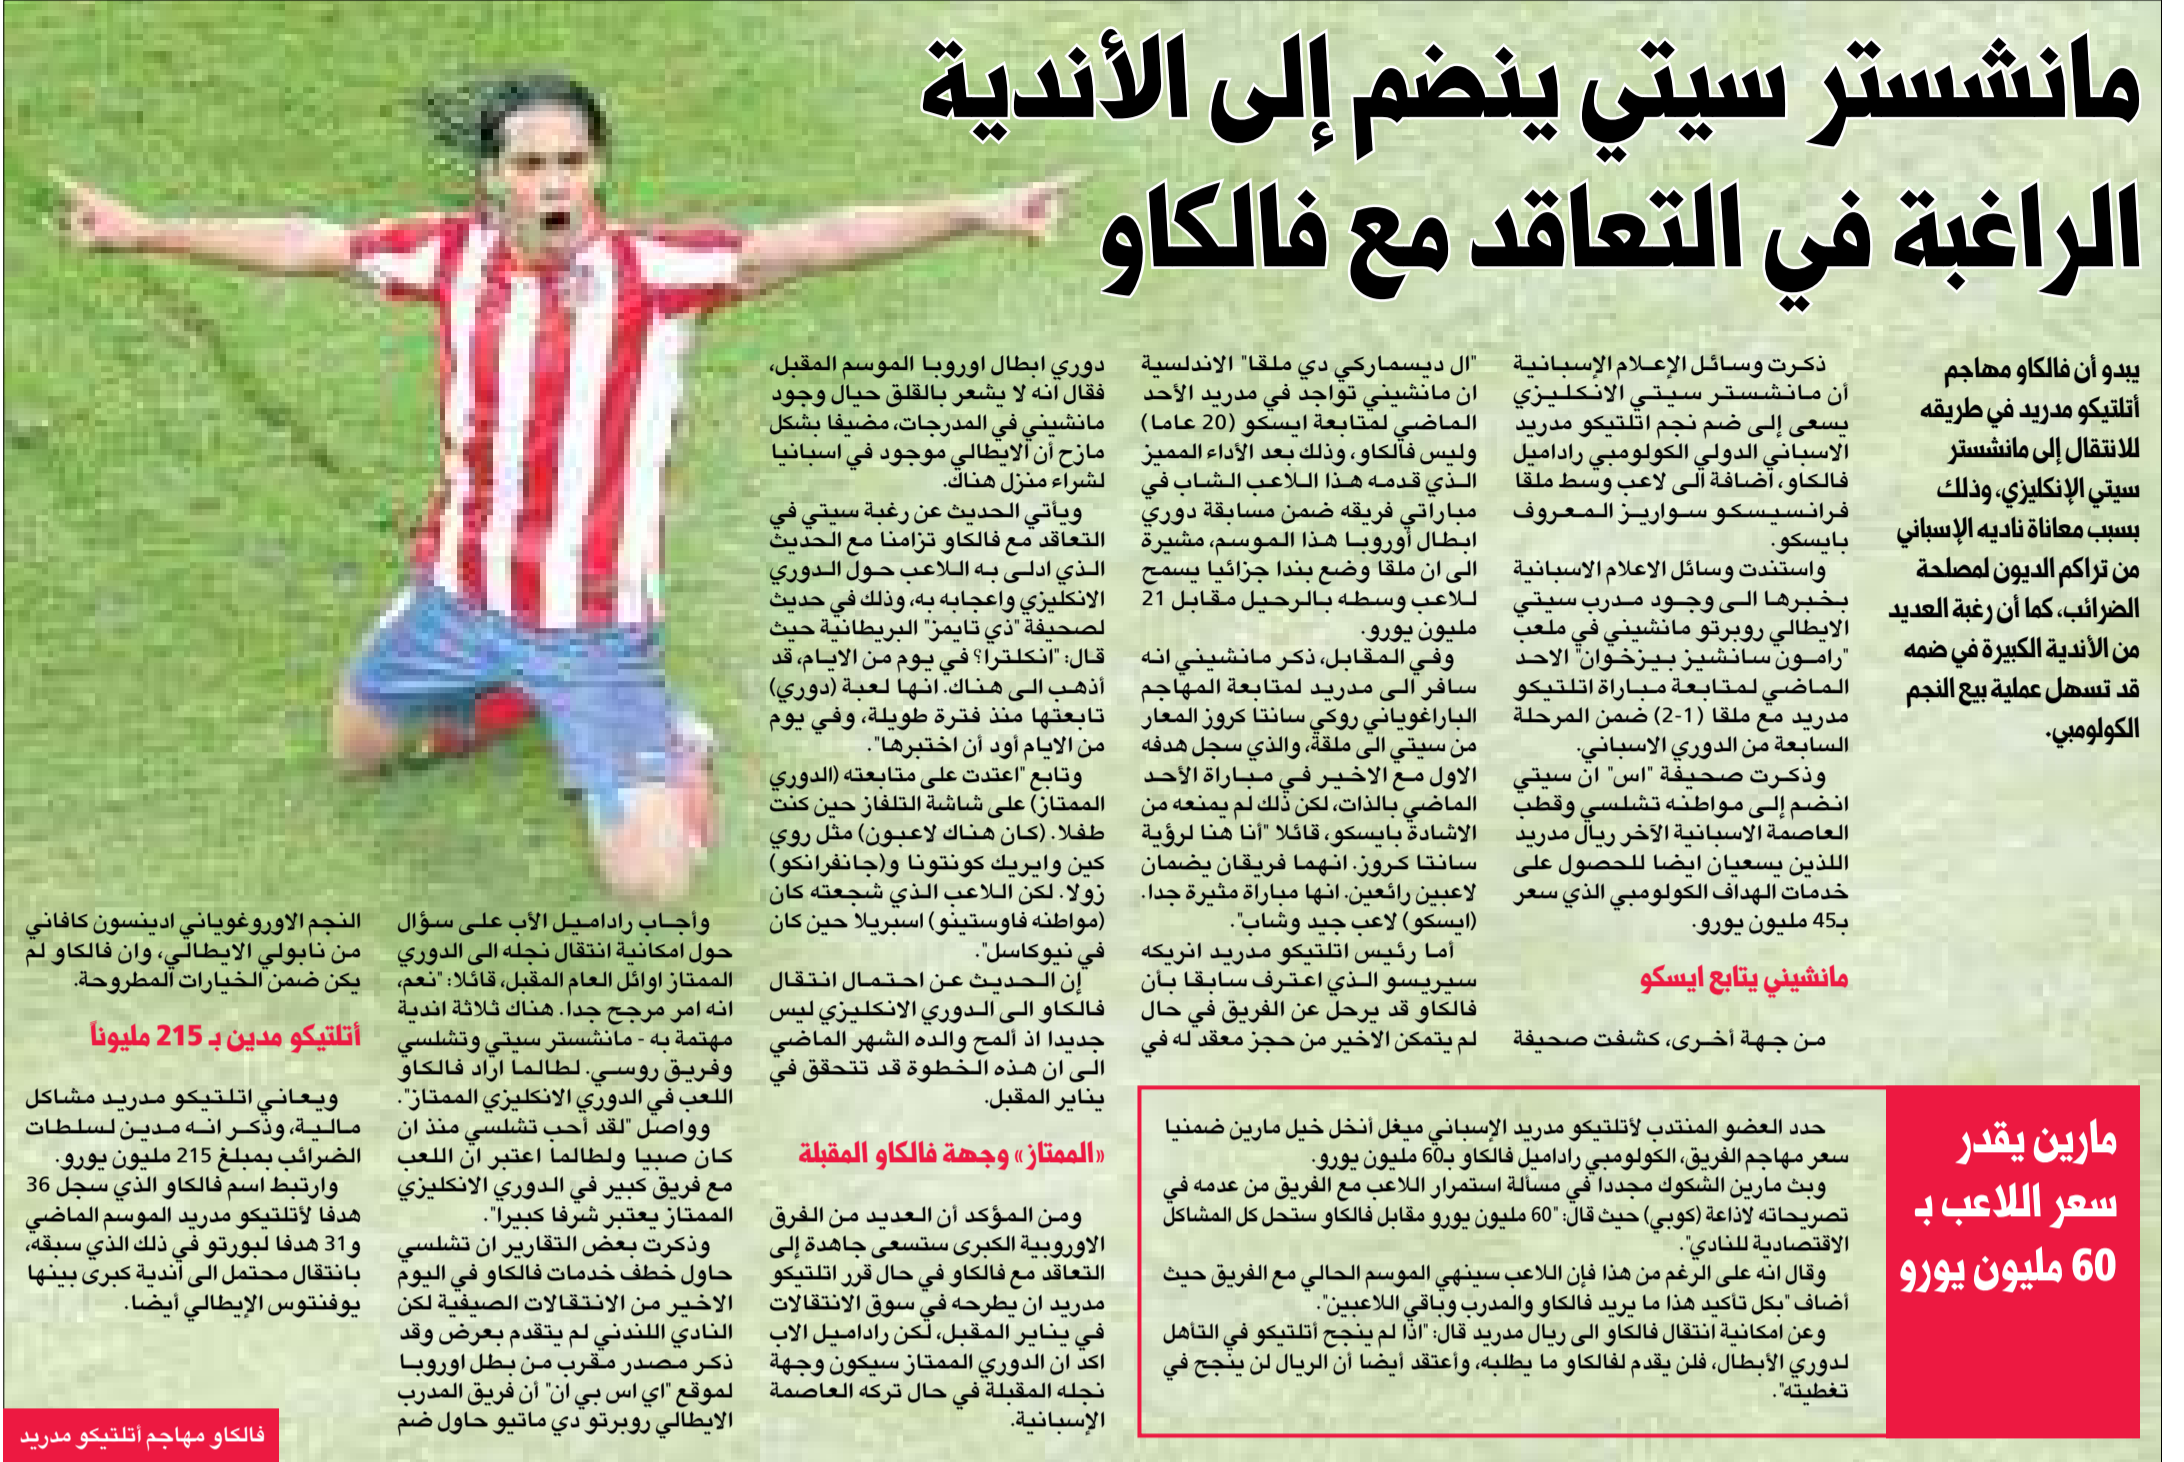 مانشستر سيتي ينضم إلى الأندية
الراغبة في التعاقد مع فالكاو
يبدو أن فالكاو مهاجم
أتلتيكو مدريد في طريقه
للانتقال إلى مانشستر
سيتي الإنكليزي، وذلك
بسبب معاناة ناديه الإسباني
من تراكم الديون لمصلحة
الضرائب، كما أن رغبة العديد
من الأندية الكبيرة في ضمه
قد تسهل عملية بيع النجم
الكولومبي.
ذكرت وسائل الإعلام الإسبانية
أن مانشستر سيتي الانكليزي
يسعى إلى ضم نجم اتلتيكو مدريد
الاسباني الدولي الكولومبي راداميل
فالكاو، اضافة الى لاعب وسط ملقا
فرانسيسكو سواريز المعروف
بايسكو.
واستندت وسائل الاعلام الاسبانية
بخبرها الى وجود مدرب سيتي
الايطالي روبرتو مانشيني في ملعب
"رامون سانشيز بيزخوان" الاحد
الماضي لمتابعة مباراة اتلتيكو
مدريد مع ملقا (1-2) ضمن المرحلة
السابعة من الدوري الاسباني.
وذكرت صحيفة "اس" ان سيتي
انضم إلى مواطنه تشلسي وقطب
العاصمة الاسبانية الآخر ريال مدريد
اللذين يسعيان ايضا للحصول على
خدمات الهداف الكولومبي الذي سعر
بـ45 مليون يورو.
مانشيني يتابع ايسكو
من جهة أخرى، كشفت صحيفة
"ال ديسماركي دي ملقا" الاندلسية
ان مانشيني تواجد في مدريد الأحد
الماضي لمتابعة ايسكو (20 عاما)
وليس فالكاو، وذلك بعد الأداء المميز
الذي قدمه هذا اللاعب الشاب في
مباراتي فريقه ضمن مسابقة دوري
ابطال أوروبا هذا الموسم، مشيرة
الى ان ملقا وضع بندا جزائيا يسمح
للاعب وسطه بالرحيل مقابل 21
مليون يورو.
وفي المقابل، ذكر مانشيني انه
سافر الى مدريد لمتابعة المهاجم
الباراغوياني روكي سانتا كروز المعار
من سيتي الى ملقة، والذي سجل هدفه
الاول مع الاخير في مباراة الأحد
الماضي بالذات، لكن ذلك لم يمنعه من
الاشادة بايسكو، قائلا "أنا هنا لرؤية
سانتا كروز. انهما فريقان يضمان
لاعبين رائعين. انها مباراة مثيرة جدا.
(ايسكو) لاعب جيد وشاب".
أما رئيس اتلتيكو مدريد انريكه
سيريسو الذي اعترف سابقا بأن
فالكاو قد يرحل عن الفريق في حال
لم يتمكن الاخير من حجز معقد له في
دوري ابطال اوروبا الموسم المقبل،
فقال انه لا يشعر بالقلق حيال وجود
مانشيني في المدرجات، مضيفا بشكل
مازح أن الايطالي موجود في اسبانيا
لشراء منزل هناك.
ويأتي الحديث عن رغبة سيتي في
التعاقد مع فالكاو تزامنا مع الحديث
الذي ادلى به اللاعب حول الدوري
الانكليزي واعجابه به، وذلك في حديث
لصحيفة "ذي تايمز" البريطانية حيث
قال: "انكلترا؟ في يوم من الايام، قد
أذهب الى هناك. انها لعبة (دوري)
تابعتها منذ فترة طويلة، وفي يوم
من الايام أود أن اختبرها".
وتابع "اعتدت على متابعته (الدوري
الممتاز) على شاشة التلفاز حين كنت
طفلا. (كان هناك لاعبون) مثل روي
كين وايريك كونتونا و(جانفرانكو)
زولا. لكن اللاعب الذي شجعته كان
(مواطنه فاوستينو) اسبريلا حين كان
في نيوكاسل".
إن الحديث عن احتمال انتقال
فالكاو الى الدوري الانكليزي ليس
جديدا اذ ألمح والده الشهر الماضي
الى ان هذه الخطوة قد تتحقق في
يناير المقبل.
«الممتاز» وجهة فالكاو المقبلة
ومن المؤكد أن العديد من الفرق
الاوروبية الكبرى ستسعى جاهدة إلى
التعاقد مع فالكاو في حال قرر اتلتيكو
مدريد ان يطرحه في سوق الانتقالات
في يناير المقبل، لكن راداميل الاب
اكد ان الدوري الممتاز سيكون وجهة
نجله المقبلة في حال تركه العاصمة
الإسبانية.
وأجاب راداميل الأب على سؤال
حول امكانية انتقال نجله الى الدوري
الممتاز اوائل العام المقبل، قائلا: "نعم،
انه امر مرجح جدا. هناك ثلاثة اندية
مهتمة به - مانشستر سيتي وتشلسي
وفريق روسي. لطالما اراد فالكاو
اللعب في الدوري الانكليزي الممتاز".
وواصل "لقد أحب تشلسي منذ ان
كان صبيا ولطالما اعتبر ان اللعب
مع فريق كبير في الدوري الانكليزي
الممتاز يعتبر شرفا كبيرا".
وذكرت بعض التقارير ان تشلسي
حاول خطف خدمات فالكاو في اليوم
الاخير من الانتقالات الصيفية لكن
النادي اللندني لم يتقدم بعرض وقد
ذكر مصدر مقرب من بطل اوروبا
لموقع "اي اس بي ان" أن فريق المدرب
الايطالي روبرتو دي ماتيو حاول ضم
النجم الاوروغوياني ادينسون كافاني
من نابولي الايطالي، وان فالكاو لم
يكن ضمن الخيارات المطروحة.
أتلتيكو مدين بـ 215 مليوناً
ويعاني اتلتيكو مدريد مشاكل
مالية، وذكر انه مدين لسلطات
الضرائب بمبلغ 215 مليون يورو.
وارتبط اسم فالكاو الذي سجل 36
هدفا لأتلتيكو مدريد الموسم الماضي
و31 هدفا لبورتو في ذلك الذي سبقه،
بانتقال محتمل الى اندية كبرى بينها
يوفنتوس الإيطالي أيضا.
مارين يقدر
سعر اللاعب بـ
60 مليون يورو
حدد العضو المنتدب لأتلتيكو مدريد الإسباني ميغل أنخل خيل مارين ضمنيا
سعر مهاجم الفريق، الكولومبي راداميل فالكاو بـ60 مليون يورو.
وبث مارين الشكوك مجددا في مسألة استمرار اللاعب مع الفريق من عدمه في
تصريحاته لاذاعة (كوبي) حيث قال: "60 مليون يورو مقابل فالكاو ستحل كل المشاكل
الاقتصادية للنادي".
وقال انه على الرغم من هذا فإن اللاعب سينهي الموسم الحالي مع الفريق حيث
أضاف "بكل تأكيد هذا ما يريد فالكاو والمدرب وباقي اللاعبين".
وعن امكانية انتقال فالكاو الى ريال مدريد قال: "اذا لم ينجح أتلتيكو في التأهل
لدوري الأبطال، فلن يقدم لفالكاو ما يطلبه، وأعتقد أيضا أن الريال لن ينجح في
تغطيته".
فالكاو مهاجم أتلتيكو مدريد